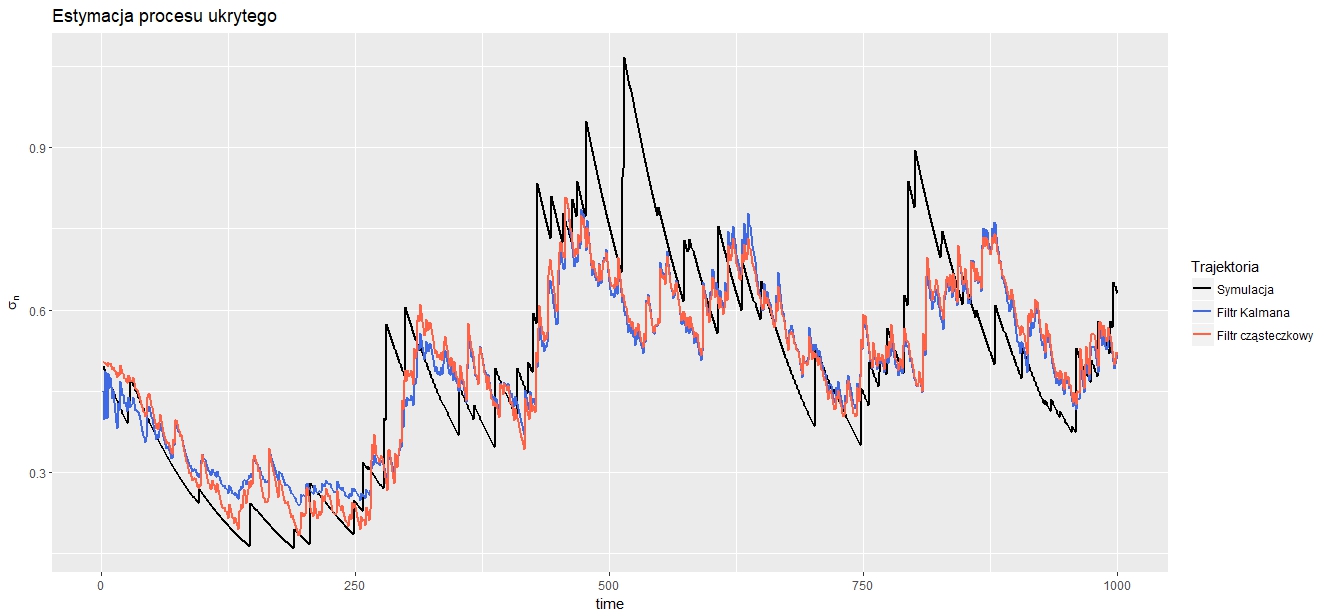 Estymacja procesu ukrytego
0.9
0.6
0.3
σn
0 250 500 750 1000
time
Trajektoria
Symulacja
Filtr Kalmana
Filtr cząsteczkowy